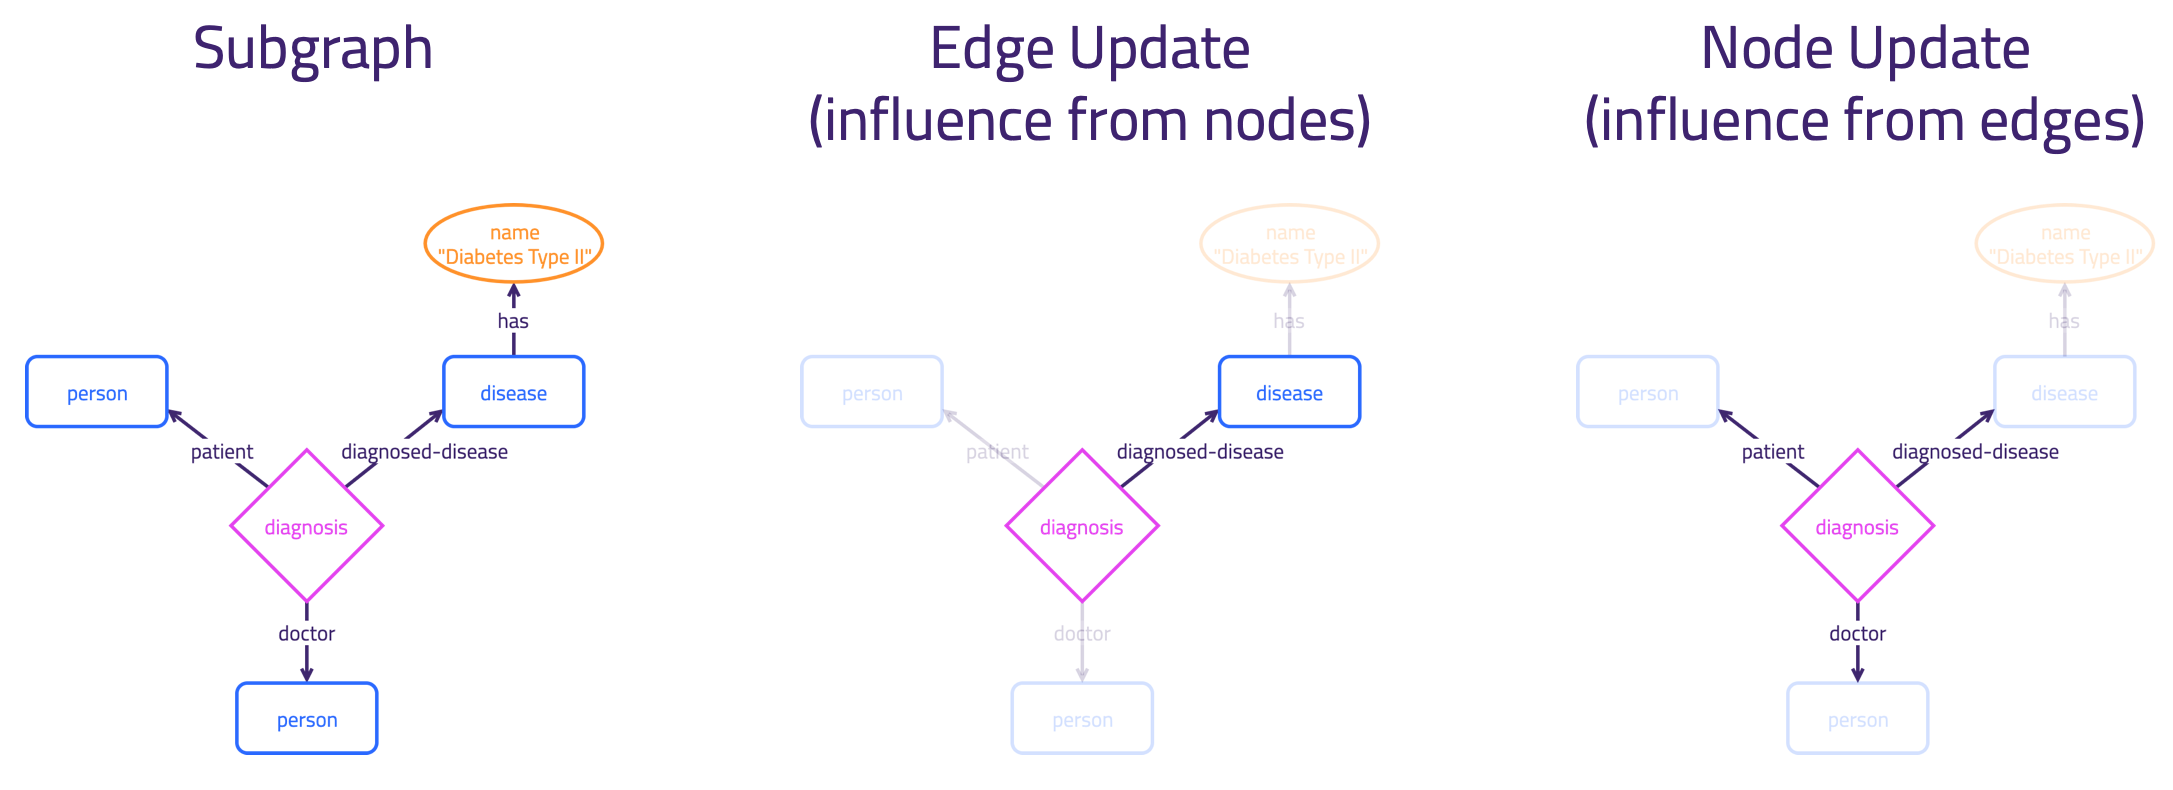 Subgraph
name
"Diabetes Type II"
has
person
disease
patient
diagnosed-disease
diagnosis
doctor
person
Edge Update
(influence from nodes)
name
"Diabetes Type II"
has
person
disease
patient
diagnosed-disease
diagnosis
doctor
person
Node Update
(influence from edges)
name
"Diabetes Type II"
has
person
disease
patient
diagnosed-disease
diagnosis
doctor
person